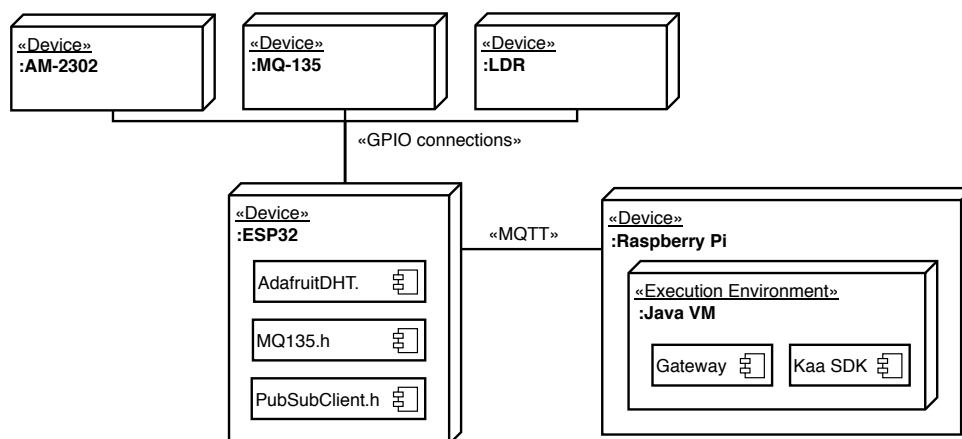 «Device»
:AM-2302
«Device»
:MQ-135
«Device»
:LDR
«GPIO connections»
«Device»
:ESP32
AdafruitDHT.
MQ135.h
PubSubClient.h
«MQTT»
«Device»
:Raspberry Pi
«Execution Environment»
:Java VM
Gateway
Kaa SDK